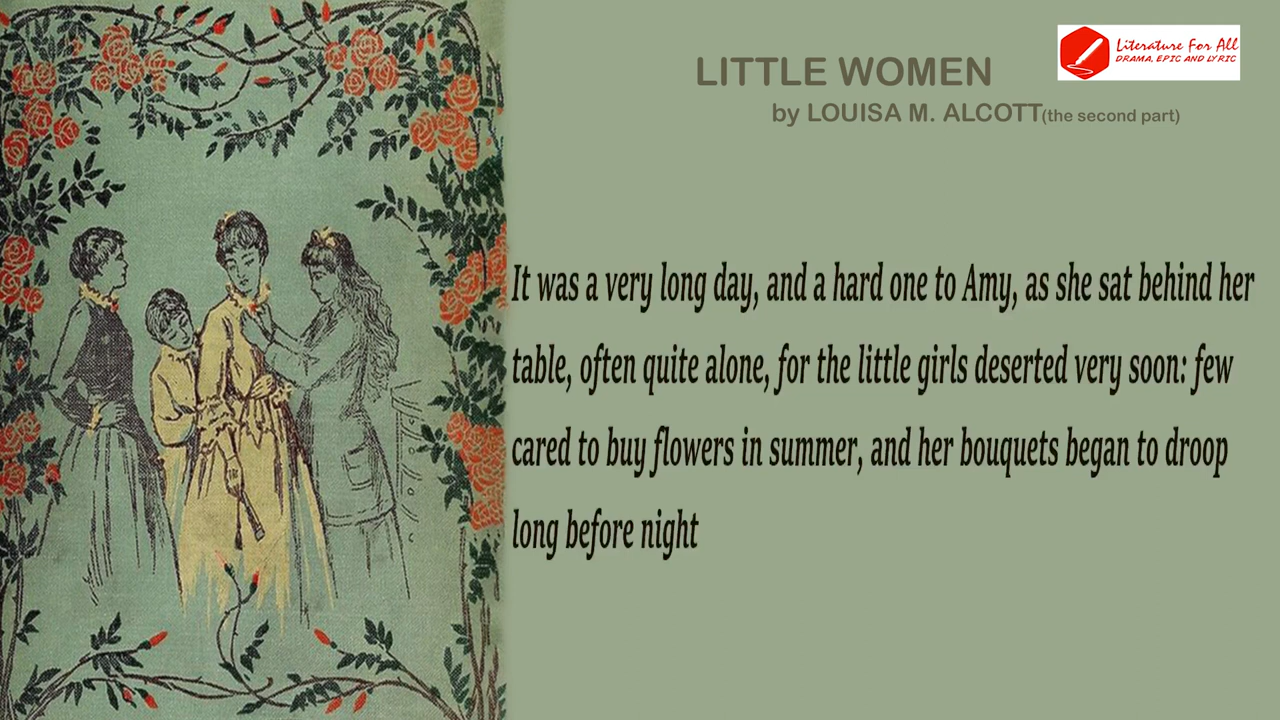 LITTLE WOMEN
by LOUISA M. ALCOTT(the second part)
Literature For All
DRAMA, EPIC AND LYRIC
It was a very long day, and a hard one to Amy, as she sat behind her
table, often quite alone, for the little girls deserted very soon: few
cared to buy flowers in summer, and her bouquets began to droop
long before night